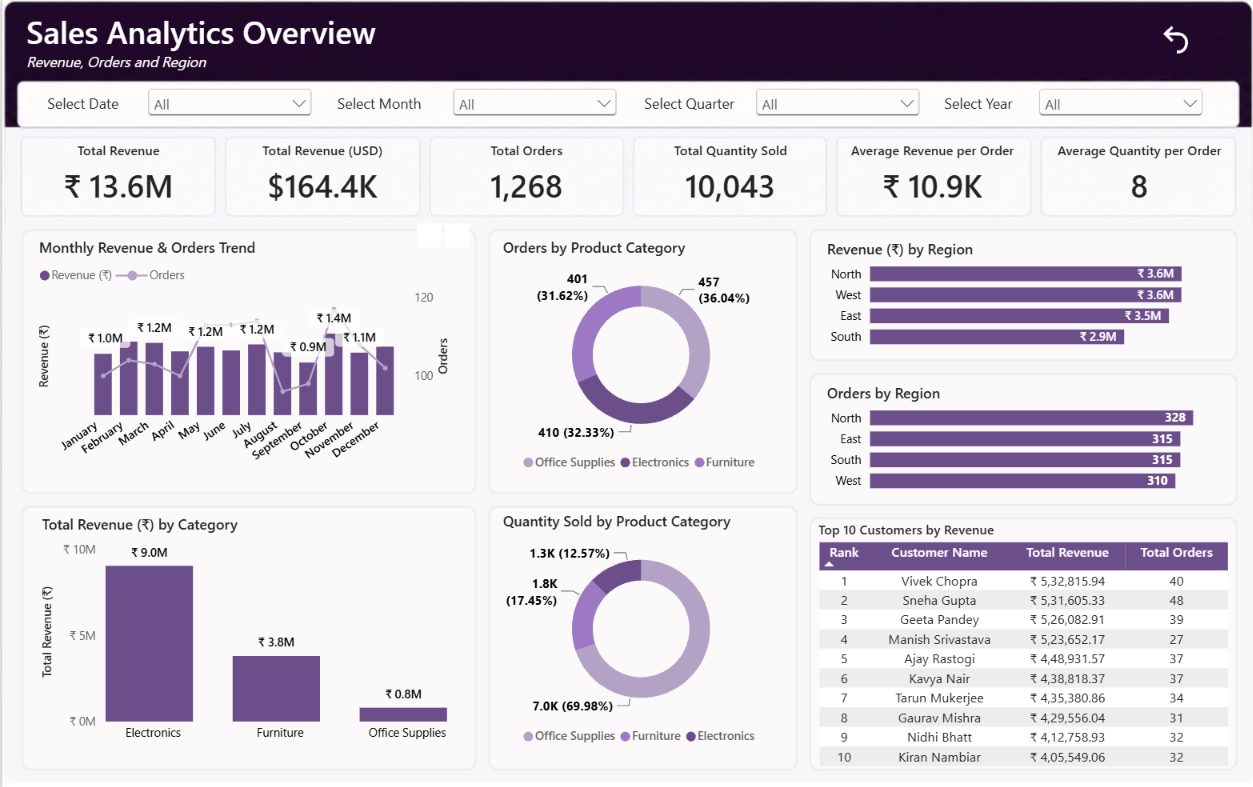 Sales Analytics Overview
Revenue, Orders and Region
Select Date All Select Month All Select Quarter All Select Year All
Total Revenue
₹ 13.6M
Total Revenue (USD)
$164.4K
Total Orders
1,268
Total Quantity Sold
10,043
Average Revenue per Order
₹ 10.9K
Average Quantity per Order
8
Monthly Revenue & Orders Trend
Revenue (₹) Orders
Revenue (₹)
₹ 1.0M
₹ 1.2M
₹ 1.2M
₹ 1.2M
₹ 0.9M
₹ 1.4M
₹ 1.1M
120
100
Orders
January
February
March
April
May
June
July
August
September
October
November
December
Orders by Product Category
401
(31.62%)
457
(36.04%)
410 (32.33%)
Office Supplies Electronics Furniture
Revenue (₹) by Region
North ₹ 3.6M
West ₹ 3.6M
East ₹ 3.5M
South ₹ 2.9M
Orders by Region
North 328
East 315
South 315
West 310
Total Revenue (₹) by Category
Total Revenue (₹)
₹ 10M
₹ 5M
₹ 0M
₹ 9.0M
₹ 3.8M
₹ 0.8M
Electronics Furniture Office Supplies
Quantity Sold by Product Category
1.3K (12.57%)
1.8K
(17.45%)
7.0K (69.98%)
Office Supplies Furniture Electronics
Top 10 Customers by Revenue
Rank Customer Name Total Revenue Total Orders
1 Vivek Chopra ₹ 5,32,815.94 40
2 Sneha Gupta ₹ 5,31,605.33 48
3 Geeta Pandey ₹ 5,26,082.91 39
4 Manish Srivastava ₹ 5,23,652.17 27
5 Ajay Rastogi ₹ 4,48,931.57 37
6 Kavya Nair ₹ 4,38,818.37 37
7 Tarun Mukerjee ₹ 4,35,380.86 34
8 Gaurav Mishra ₹ 4,29,556.04 31
9 Nidhi Bhatt ₹ 4,12,758.93 32
10 Kiran Nambiar ₹ 4,05,549.06 32